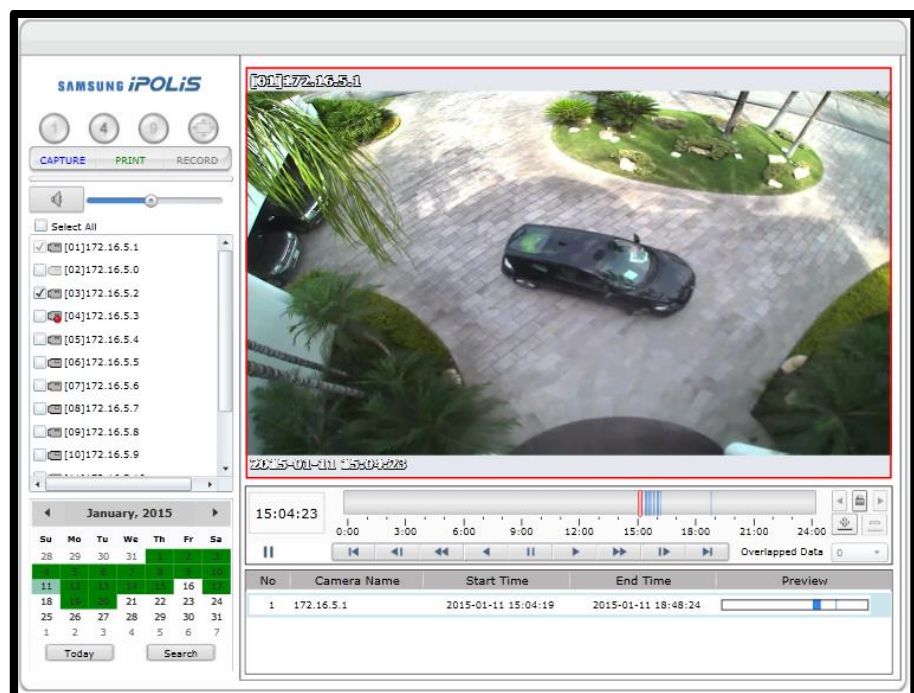 SAMSUNG iPOLiS
1 4 9
CAPTURE PRINT RECORD
Select All
[01]172.16.5.1
[02]172.16.5.0
[03]172.16.5.2
[04]172.16.5.3
[05]172.16.5.4
[06]172.16.5.5
[07]172.16.5.6
[08]172.16.5.7
[09]172.16.5.8
[10]172.16.5.9
January, 2015
Su Mo Tu We Th Fr Sa
28 29 30 31 1 2 3
4 5 6 7 8 9 10
11 12 13 14 15 16 17
18 19 20 21 22 23 24
25 26 27 28 29 30 31
1 2 3 4 5 6 7
Today Search
[01]172.16.5.1
2015-01-11 15:04:23
15:04:23
0:00 3:00 6:00 9:00 12:00 15:00 18:00 21:00 24:00
Overlapped Data 0
No Camera Name Start Time End Time Preview
1 172.16.5.1 2015-01-11 15:04:19 2015-01-11 18:48:24